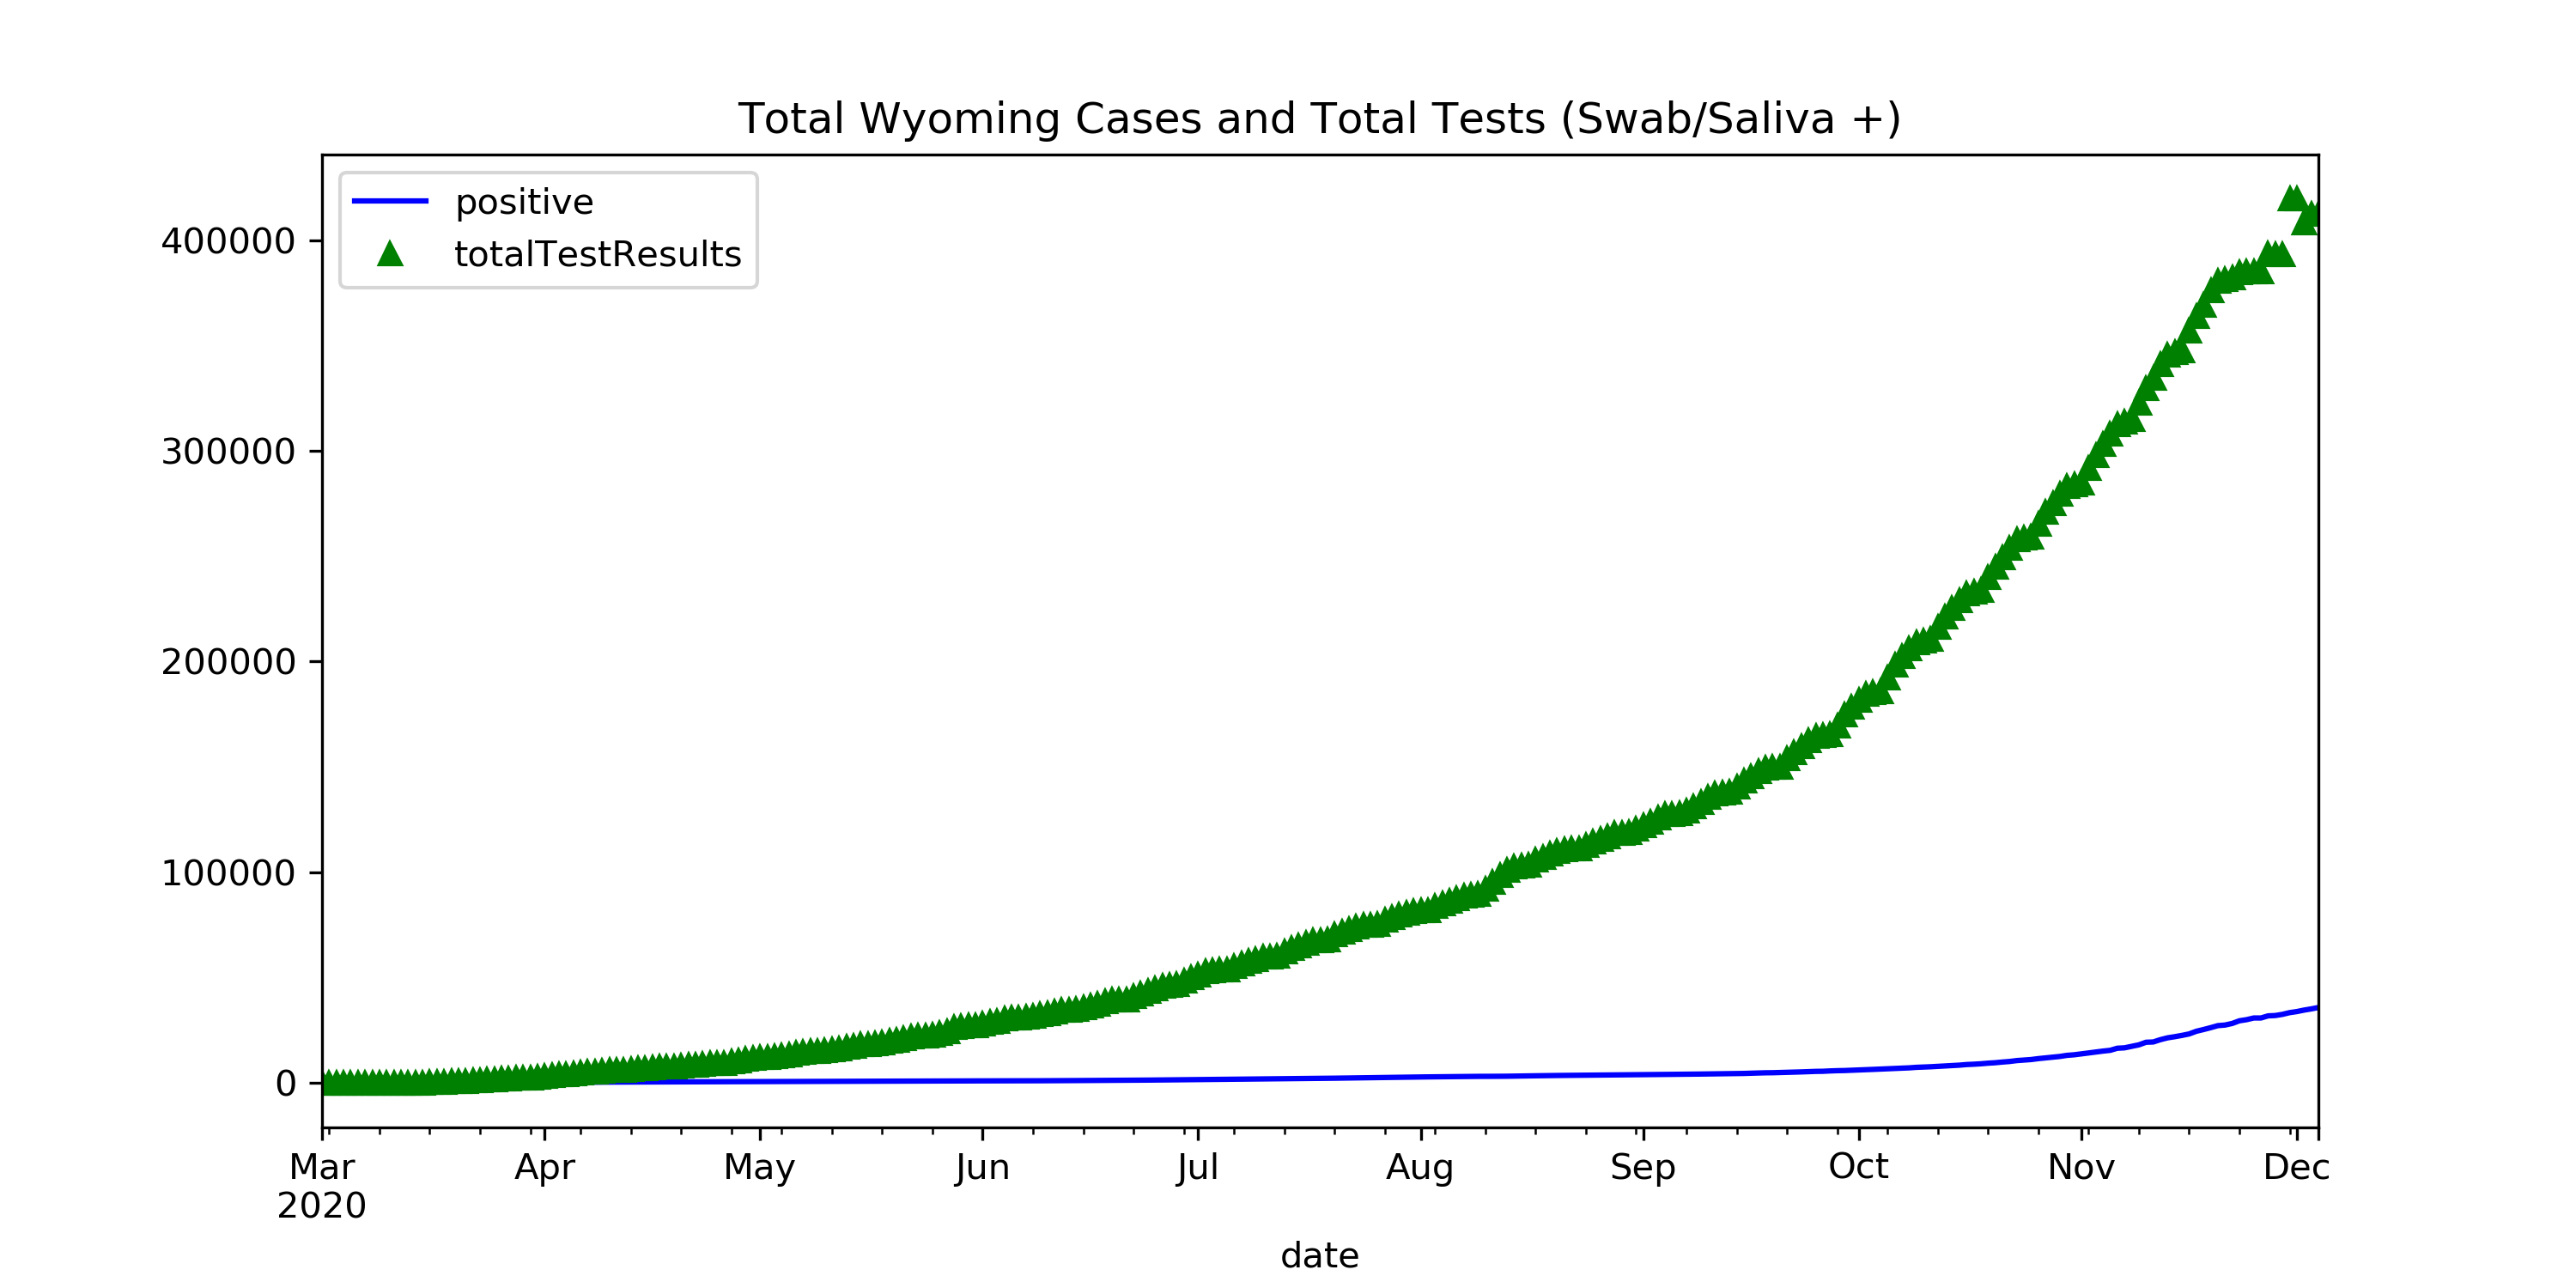 Total Wyoming Cases and Total Tests (Swab/Saliva +)
positive
totalTestResults
400000
300000
200000
100000
0
Mar Apr May Jun Jul Aug Sep Oct Nov Dec
2020
date